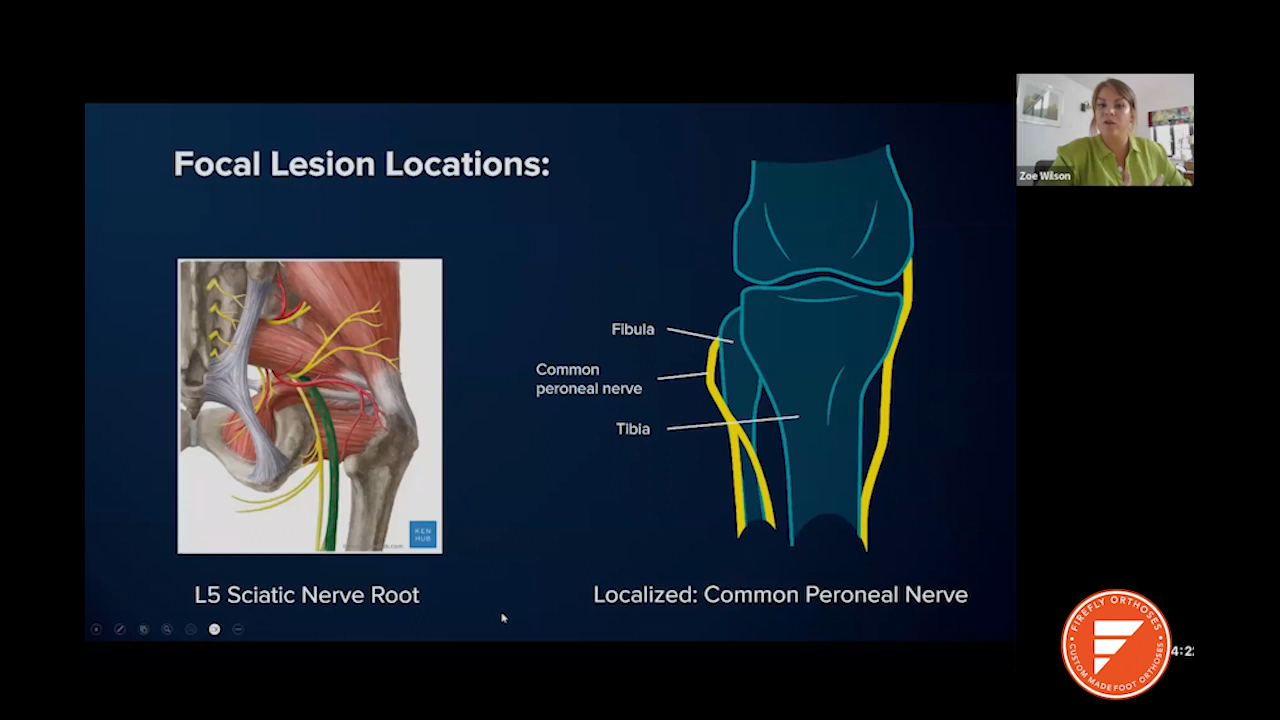 Focal Lesion Locations:
Zoe Wilson
Fibula
Common
peroneal nerve
Tibia
KEN
HUB
L5 Sciatic Nerve Root
Localized: Common Peroneal Nerve
FIREFLY ORTHOSES
CUSTOM MADE FOOT ORTHOSES